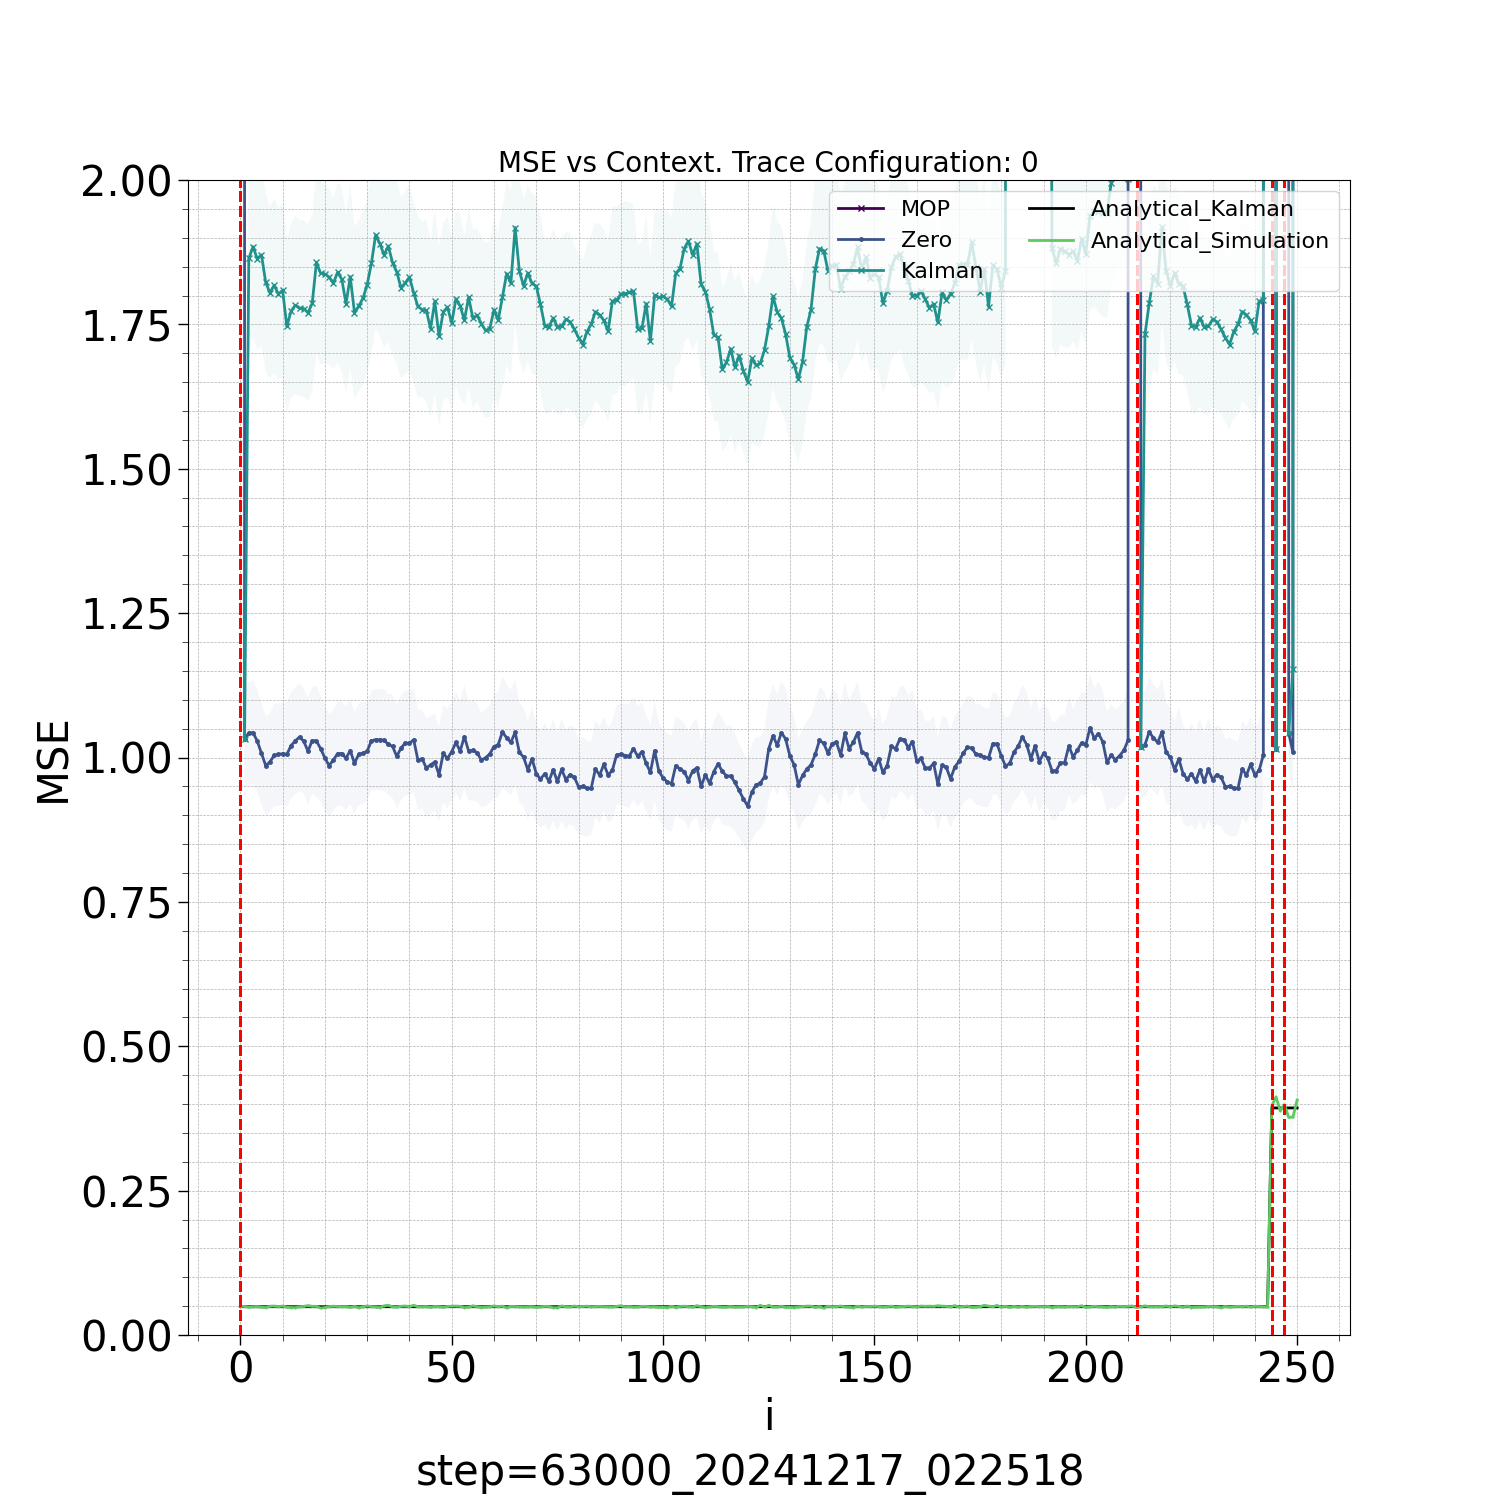 MSE vs Context. Trace Configuration: 0
MOP
Zero
Kalman
Analytical_Kalman
Analytical_Simulation
2.00
1.75
1.50
1.25
1.00
0.75
0.50
0.25
0.00
MSE
0 50 100 150 200 250
i
step=63000_20241217_022518